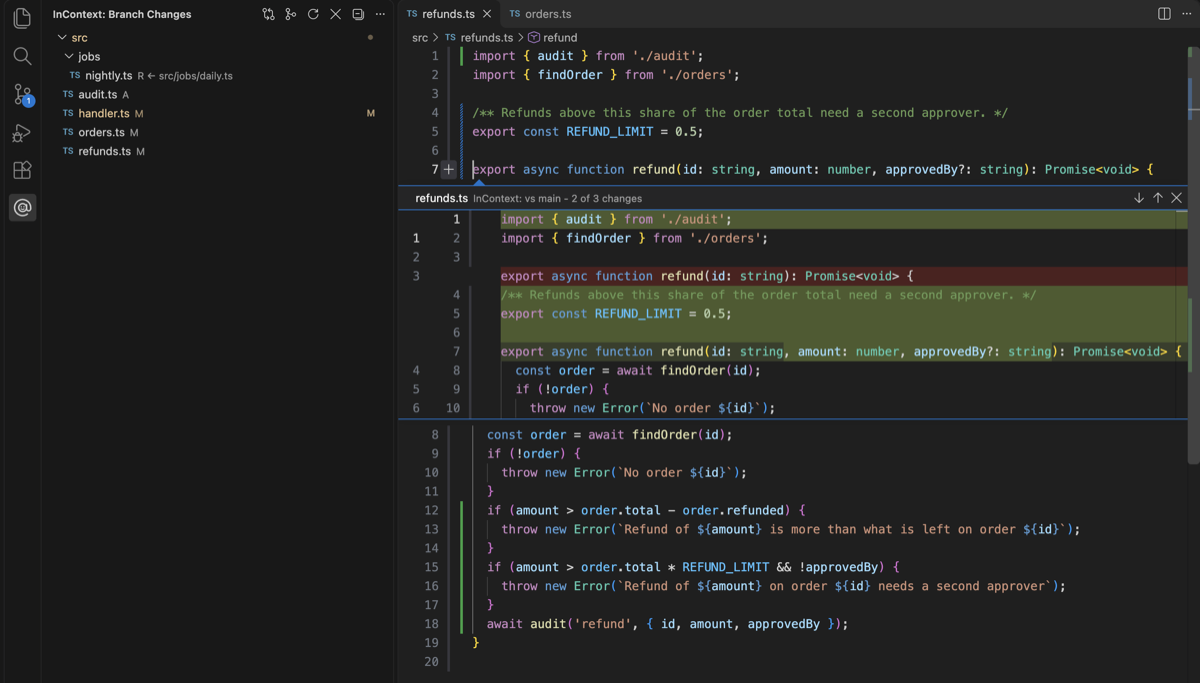 InContext: Branch Changes
src
jobs
TS nightly.ts R ← src/jobs/daily.ts
TS audit.ts A
TS handler.ts M M
TS orders.ts M
TS refunds.ts M
1
TS refunds.ts TS orders.ts
src > TS refunds.ts > refund
1 import { audit } from './audit';
2 import { findOrder } from './orders';
3
4 /** Refunds above this share of the order total need a second approver. */
5 export const REFUND_LIMIT = 0.5;
6
7 export async function refund(id: string, amount: number, approvedBy?: string): Promise<void> {
refunds.ts InContext: vs main - 2 of 3 changes
1 import { audit } from './audit';
1 2 import { findOrder } from './orders';
2 3
3 export async function refund(id: string): Promise<void> {
4 /** Refunds above this share of the order total need a second approver. */
5 export const REFUND_LIMIT = 0.5;
6
7 export async function refund(id: string, amount: number, approvedBy?: string): Promise<void> {
4 8 const order = await findOrder(id);
5 9 if (!order) {
6 10 throw new Error(`No order ${id}`);
8 const order = await findOrder(id);
9 if (!order) {
10 throw new Error(`No order ${id}`);
11 }
12 if (amount > order.total - order.refunded) {
13 throw new Error(`Refund of ${amount} is more than what is left on order ${id}`);
14 }
15 if (amount > order.total * REFUND_LIMIT && !approvedBy) {
16 throw new Error(`Refund of ${amount} on order ${id} needs a second approver`);
17 }
18 await audit('refund', { id, amount, approvedBy });
19 }
20